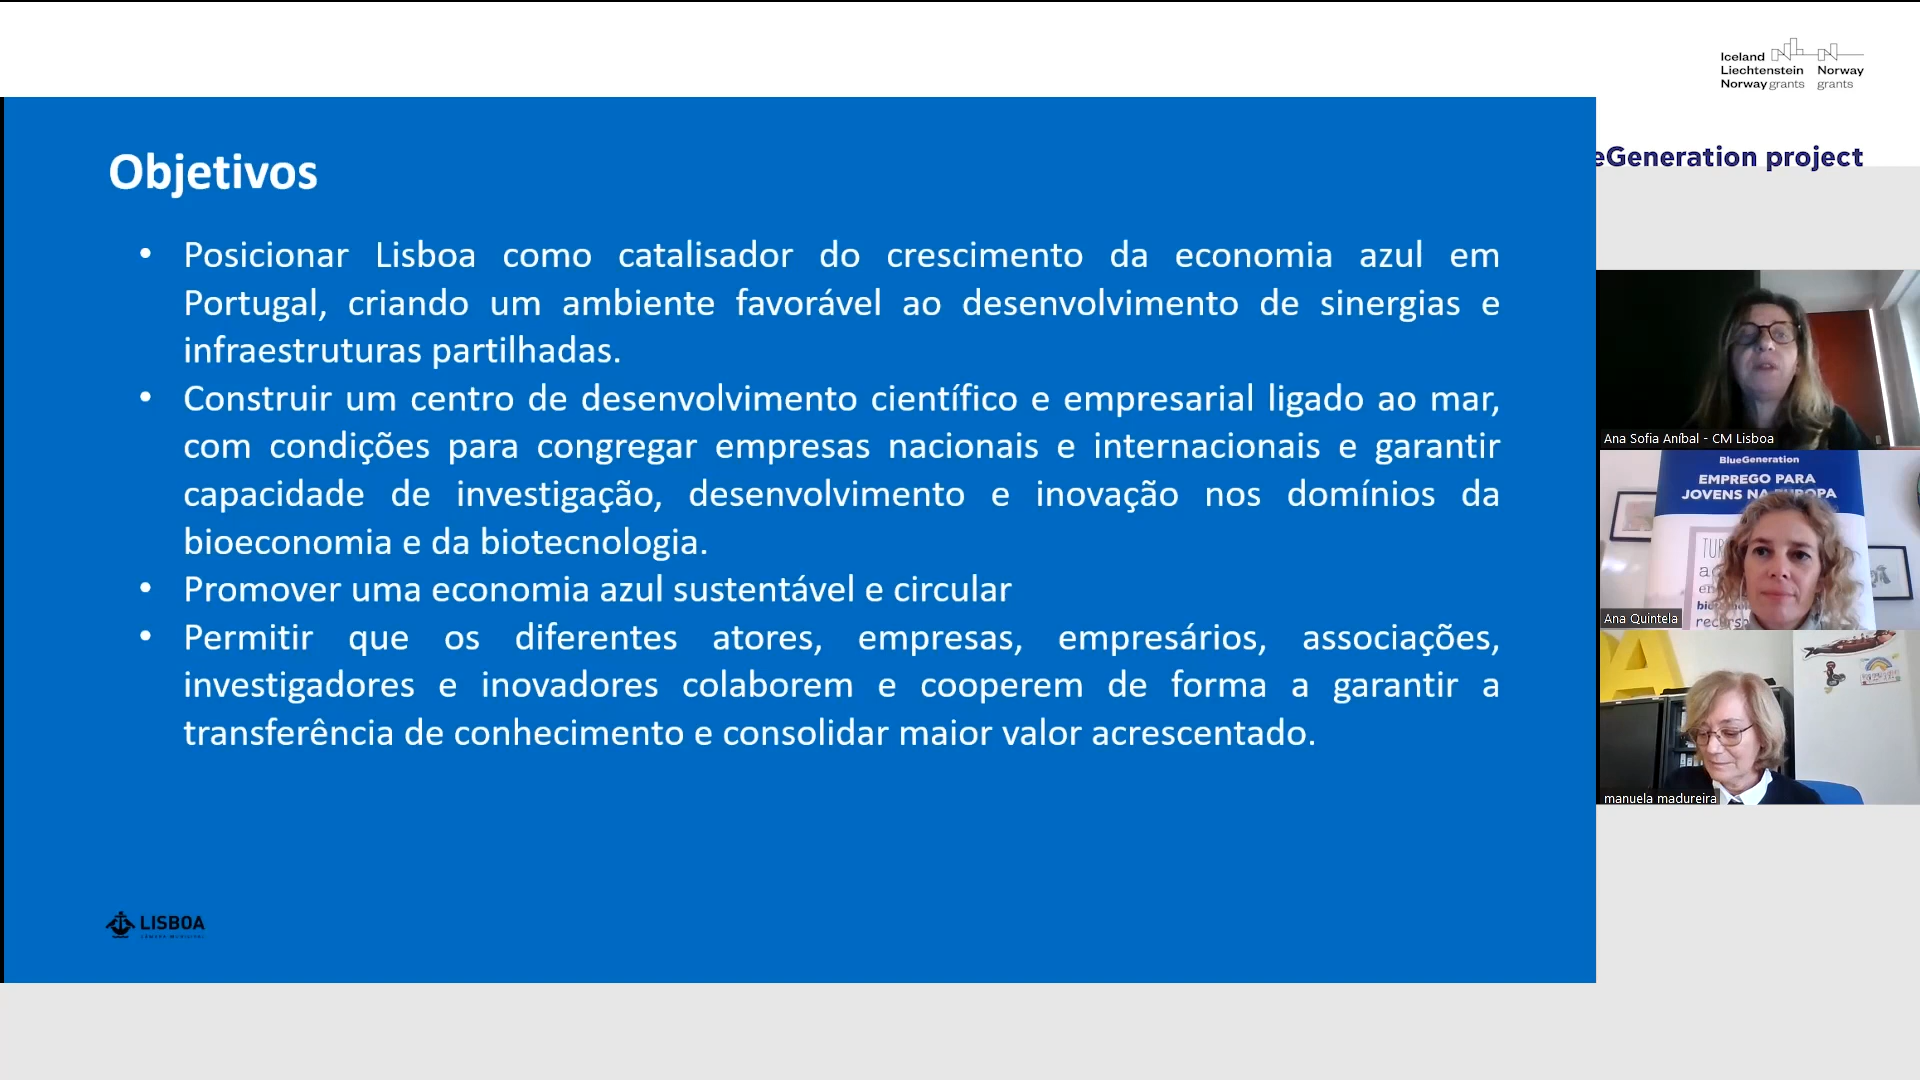 Iceland
Liechtenstein Norway
Norway grants grants
eGeneration project
Objetivos
• Posicionar Lisboa como catalisador do crescimento da economia azul em
Portugal, criando um ambiente favorável ao desenvolvimento de sinergias e
infraestruturas partilhadas.
• Construir um centro de desenvolvimento científico e empresarial ligado ao mar,
com condições para congregar empresas nacionais e internacionais e garantir
capacidade de investigação, desenvolvimento e inovação nos domínios da
bioeconomia e da biotecnologia.
• Promover uma economia azul sustentável e circular
• Permitir que os diferentes atores, empresas, empresários, associações,
investigadores e inovadores colaborem e cooperem de forma a garantir a
transferência de conhecimento e consolidar maior valor acrescentado.
LISBOA
Ana Sofia Aníbal - CM Lisboa
BlueGeneration
EMPREGO PARA
JOVENS NA EUROPA
Ana Quintela
manuela madureira